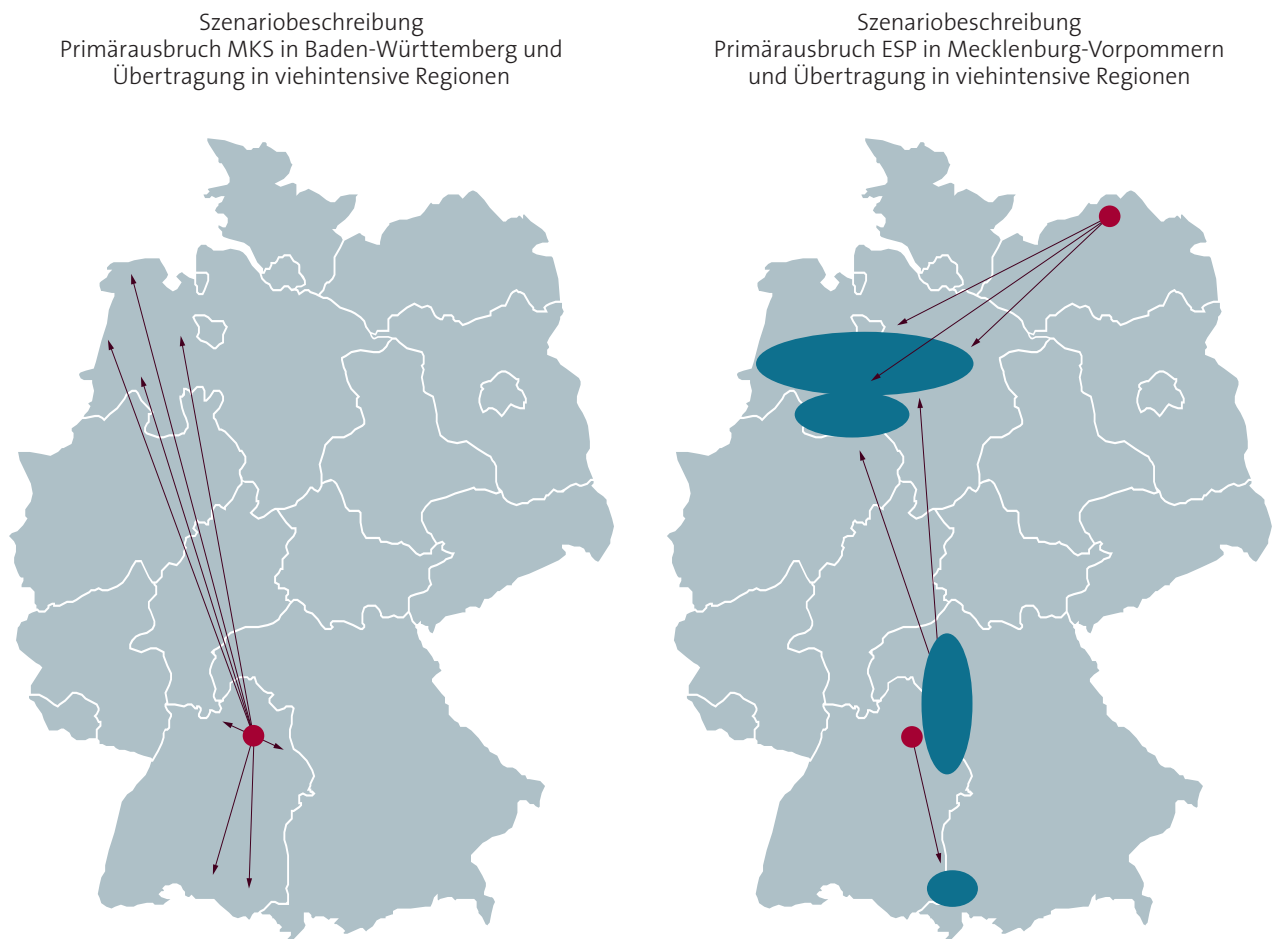 Szenariobeschreibung
Primärausbruch MKS in Baden-Württemberg und
Übertragung in viehintensive Regionen
Szenariobeschreibung
Primärausbruch ESP in Mecklenburg-Vorpommern
und Übertragung in viehintensive Regionen